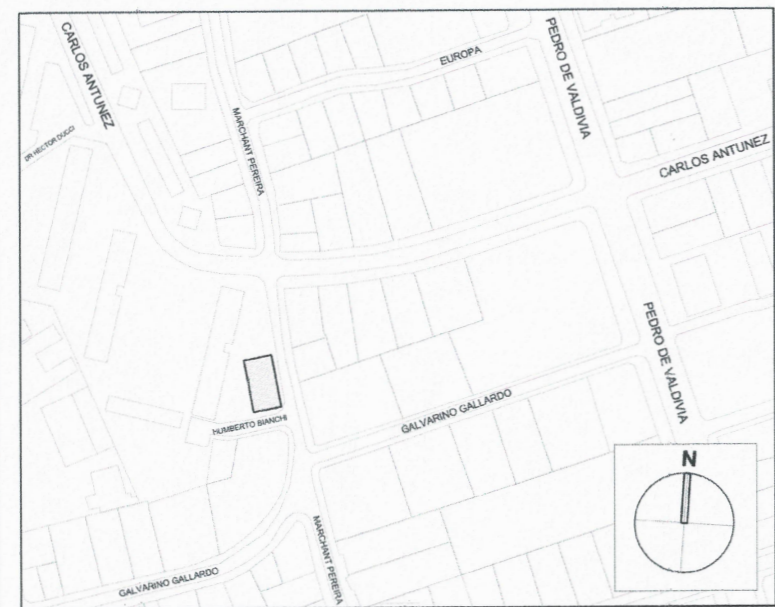 CARLOS ANTUNEZ
EUROPA
PEDRO DE VALDIVIA
DR HECTOR DUCCI
MARCHANT PEREIRA
CARLOS ANTUNEZ
PEDRO DE VALDIVIA
HUMBERTO BIANCHI
GALVARINO GALLARDO
N
MARCHANT PEREIRA
GALVARINO GALLARDO